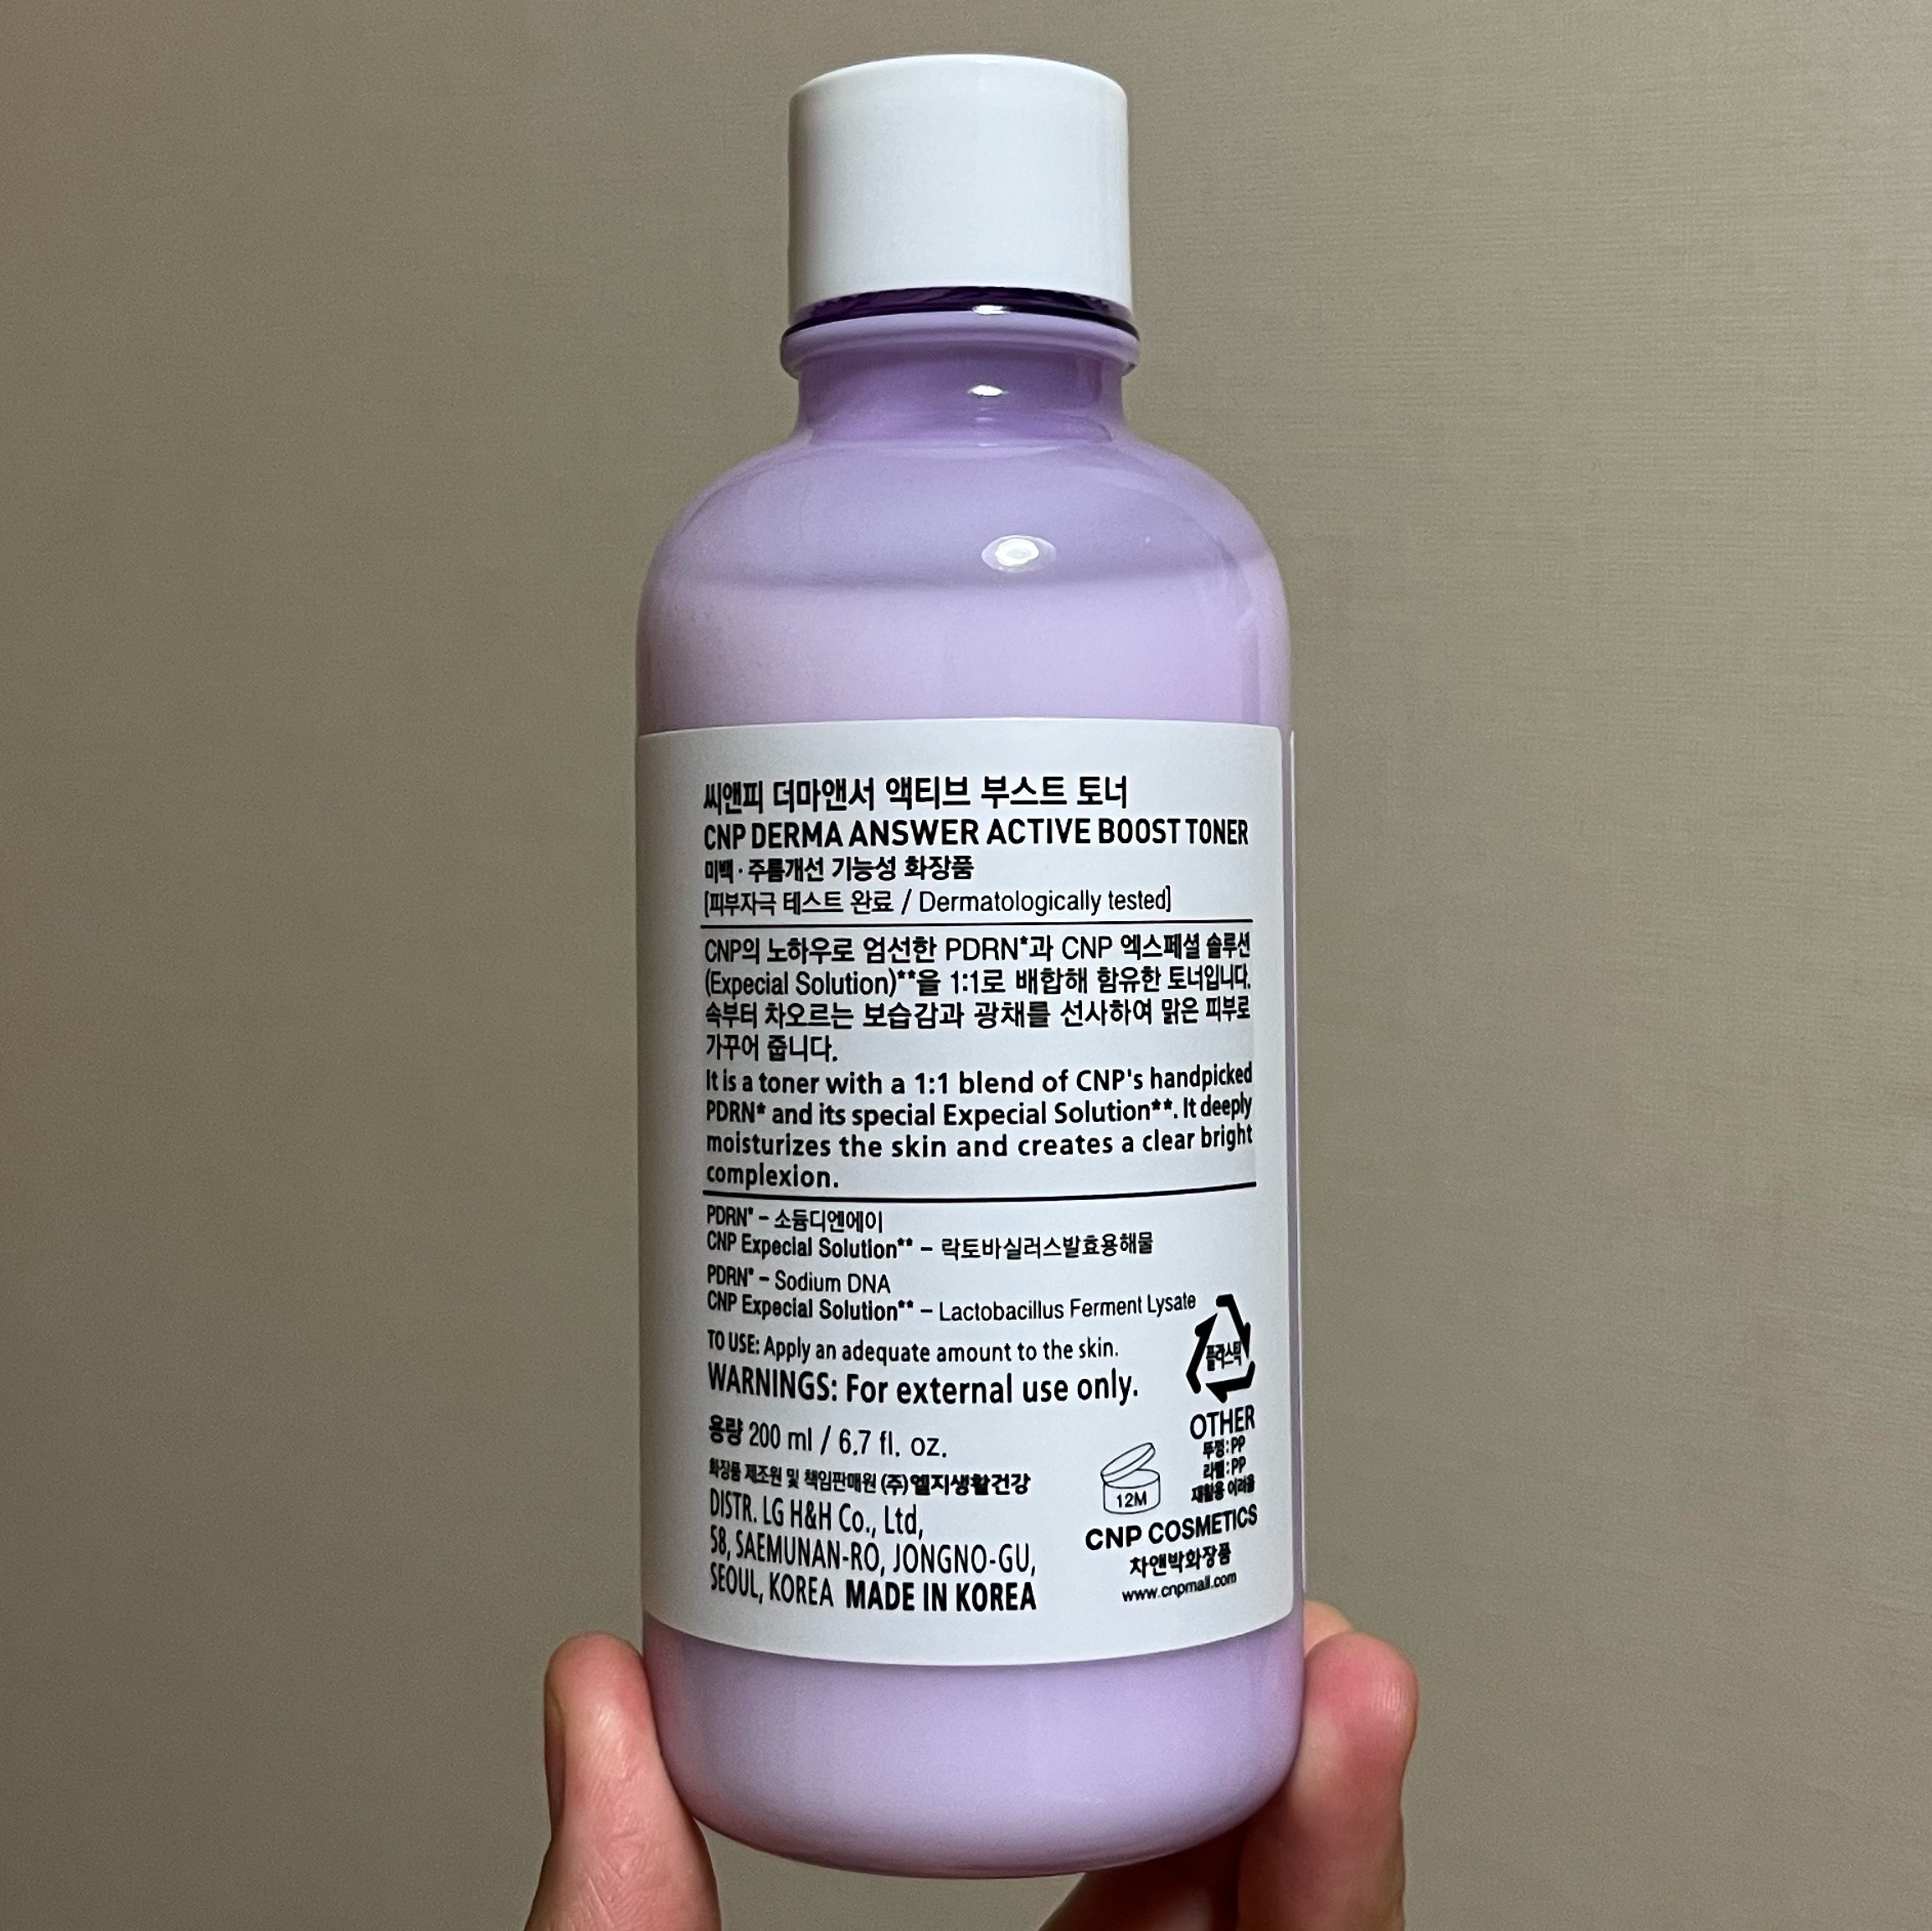 씨앤피 더마앤서 액티브 부스트 토너
CNP DERMA ANSWER ACTIVE BOOST TONER
미백 · 주름개선 기능성 화장품
[피부자극 테스트 완료 / Dermatologically tested]
CNP의 노하우로 엄선한 PDRN*과 CNP 엑스페셜 솔루션
(Expecial Solution)**을 1:1로 배합해 함유한 토너입니다.
속부터 차오르는 보습감과 광채를 선사하여 맑은 피부로
가꾸어 줍니다.
It is a toner with a 1:1 blend of CNP's handpicked
PDRN* and its special Expecial Solution**. It deeply
moisturizes the skin and creates a clear bright
complexion.
PDRN* – 소듐디엔에이
CNP Expecial Solution** – 락토바실러스발효용해물
PDRN* – Sodium DNA
CNP Expecial Solution** – Lactobacillus Ferment Lysate
TO USE: Apply an adequate amount to the skin.
WARNINGS: For external use only.
용량 200 ml / 6.7 fl. oz.
화장품 제조원 및 책임판매원 (주)엘지생활건강
DISTR. LG H&H Co., Ltd,
58, SAEMUNAN-RO, JONGNO-GU,
SEOUL, KOREA MADE IN KOREA
플라스틱
OTHER
뚜껑:PP
라벨:PP
재활용 어려움
12M
CNP COSMETICS
차앤박화장품
www.cnpmall.com